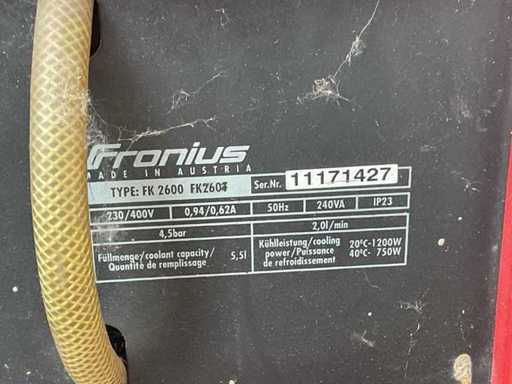 Fronius
MADE IN AUSTRIA
TYPE: FK 2600 Ser.Nr. 11171427
230/400V 0,94/0,62A 50Hz 240VA IP23
4,5bar 2,0l/min
Füllmenge/coolant capacity/
Quantité de remplissage 5,5l
Kühlleistung/cooling
power/Puissance
de refroidissement
20°C-1200W
40°C- 750W